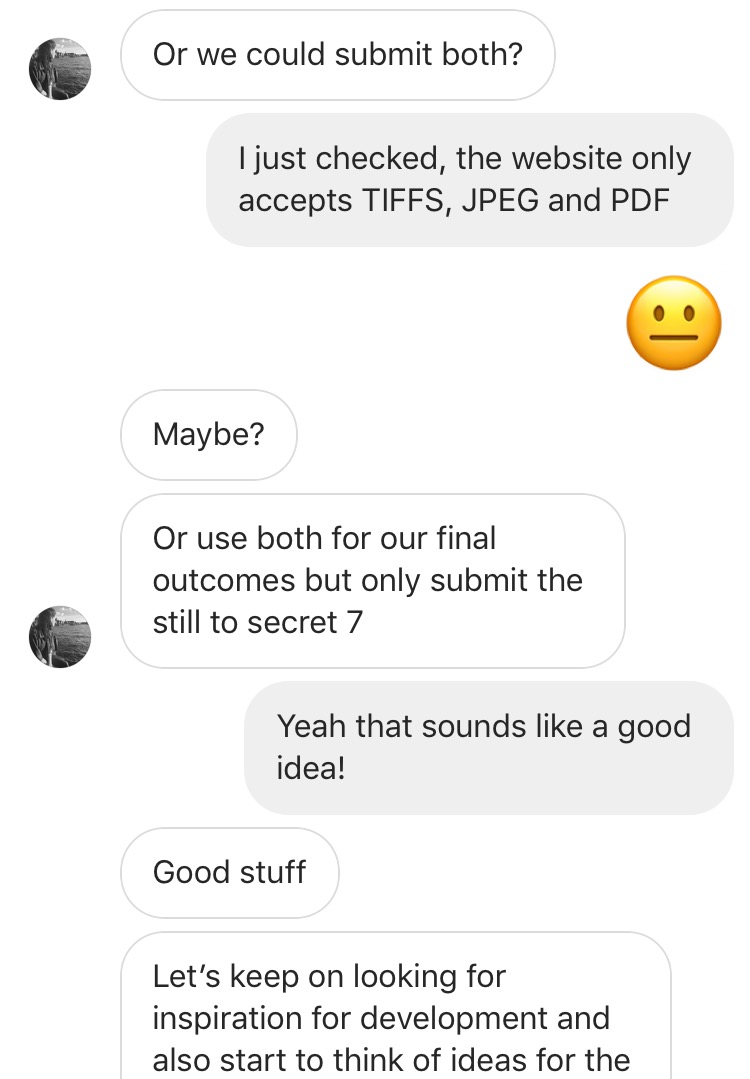 Or we could submit both?
I just checked, the website only
accepts TIFFS, JPEG and PDF
Maybe?
Or use both for our final
outcomes but only submit the
still to secret 7
Yeah that sounds like a good
idea!
Good stuff
Let’s keep on looking for
inspiration for development and
also start to think of ideas for the